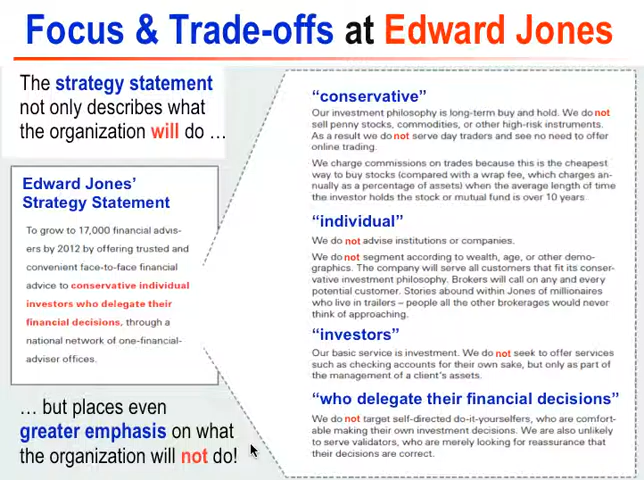 Focus & Trade-offs at Edward Jones
The strategy statement
not only describes what
the organization will do ...
Edward Jones'
Strategy Statement
To grow to 17,000 financial advis-
ers by 2012 by offering trusted and
convenient face-to-face financial
advice to conservative individual
investors who delegate their
financial decisions, through a
national network of one-financial-
adviser offices.
... but places even
greater emphasis on what
the organization will not do!
“conservative”
Our investment philosophy is long-term buy and hold. We do not
sell penny stocks, commodities, or other high-risk instruments.
As a result we do not serve day traders and see no need to offer
online trading.
We charge commissions on trades because this is the cheapest
way to buy stocks (compared with a wrap fee, which charges an-
nually as a percentage of assets) when the average length of time
the investor holds the stock or mutual fund is over 10 years
“individual”
We do not advise institutions or companies.
We do not segment according to wealth, age, or other demo-
graphics. The company will serve all customers that fit its conser-
vative investment philosophy. Brokers will call on any and every
potential customer. Stories abound within Jones of millionaires
who live in trailers – people all the other brokerages would never
think of approaching.
“investors”
Our basic service is investment. We do not seek to offer services
such as checking accounts for their own sake, but only as part of
the management of a client's assets.
“who delegate their financial decisions”
We do not target self-directed do-it-yourselfers, who are comfort-
able making their own investment decisions. We are also unlikely
to serve validators, who are merely looking for reassurance that
their decisions are correct.